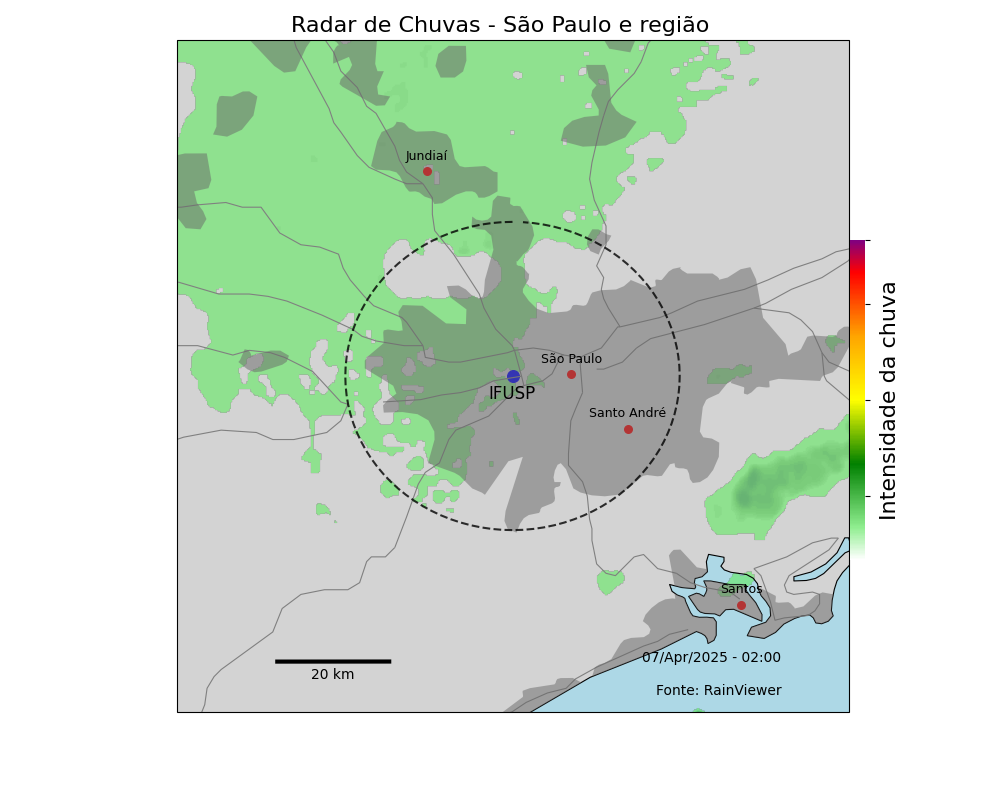 Radar de Chuvas - São Paulo e região
Jundiaí
São Paulo
IFUSP
Santo André
Intensidade da chuva
Santos
07/Apr/2025 - 02:00
20 km
Fonte: RainViewer